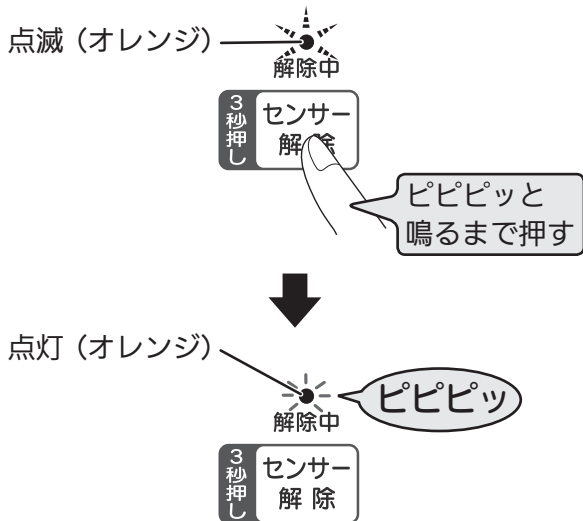 点滅（オレンジ）
解除中
3秒押し
センサー
解除
ピピピッと
鳴るまで押す
点灯（オレンジ）
ピピピッ
解除中
3秒押し
センサー
解 除